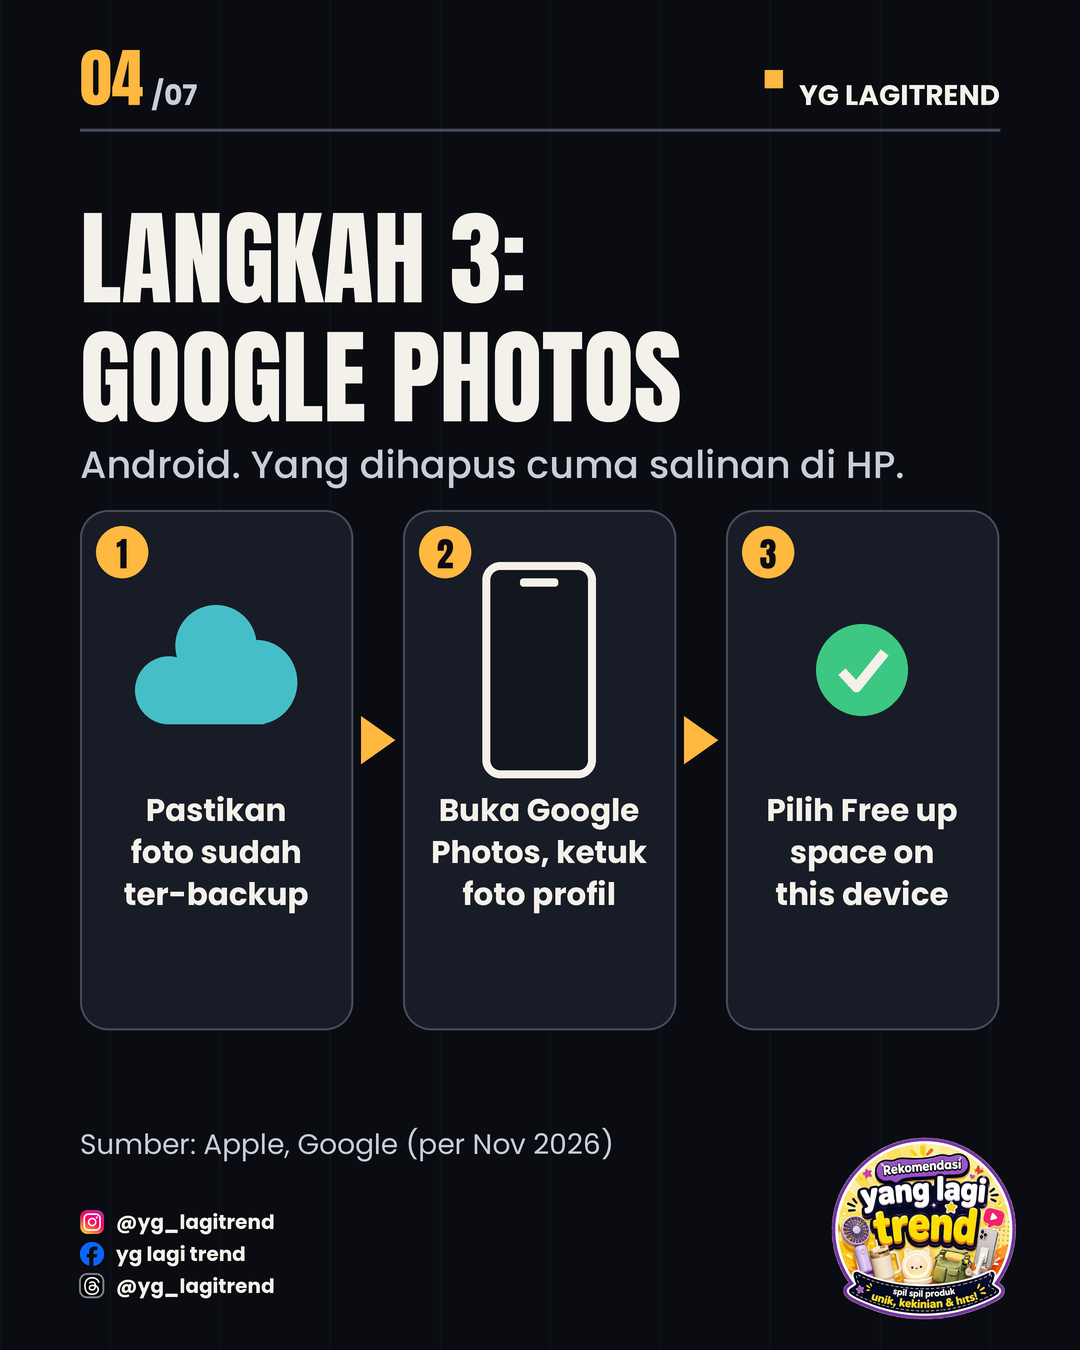 04 /07
YG LAGITREND
LANGKAH 3:
GOOGLE PHOTOS
Android. Yang dihapus cuma salinan di HP.
1
Pastikan
foto sudah
ter-backup
2
Buka Google
Photos, ketuk
foto profil
3
Pilih Free up
space on
this device
Sumber: Apple, Google (per Nov 2026)
@yg_lagitrend
yg lagi trend
@yg_lagitrend
Rekomendasi
yang lagi
trend
spil spil produk
unik, kekinian & hits!